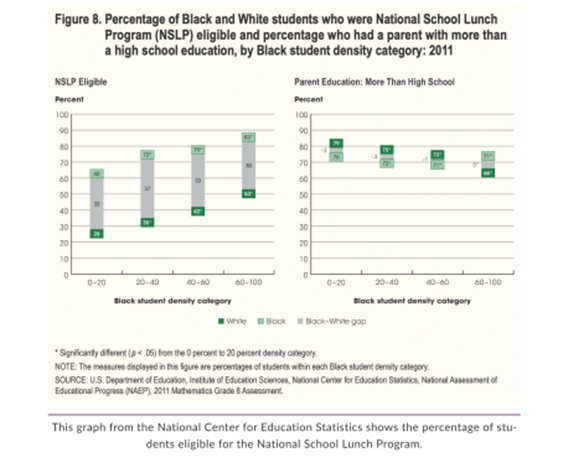 Figure 8. Percentage of Black and White students who were National School Lunch
Program (NSLP) eligible and percentage who had a parent with more than
a high school education, by Black student density category: 2011
NSLP Eligible
Percent
100
90
80
70
60
50
40
30
20
10
0
0–20
20–40
40–60
60–100
Black student density category
Parent Education: More Than High School
Percent
100
90
80
70
60
50
40
30
20
10
0
0–20
20–40
40–60
60–100
Black student density category
White
Black
Black–White gap
* Significantly different (p < .05) from the 0 percent to 20 percent density category.
NOTE: The measures displayed in this figure are percentages of students within each Black student density category.
SOURCE: U.S. Department of Education, Institute of Education Sciences, National Center for Education Statistics, National Assessment of
Educational Progress (NAEP), 2011 Mathematics Grade 8 Assessment.
This graph from the National Center for Education Statistics shows the percentage of stu-
dents eligible for the National School Lunch Program.